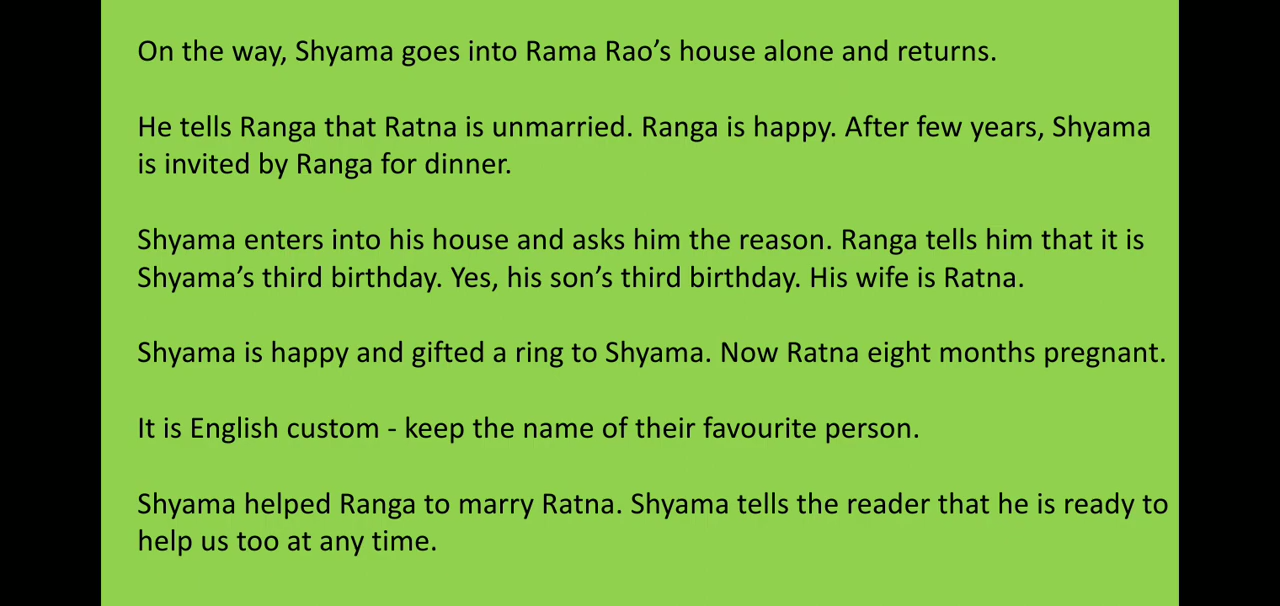 On the way, Shyama goes into Rama Rao’s house alone and returns.
He tells Ranga that Ratna is unmarried. Ranga is happy. After few years, Shyama
is invited by Ranga for dinner.
Shyama enters into his house and asks him the reason. Ranga tells him that it is
Shyama’s third birthday. Yes, his son’s third birthday. His wife is Ratna.
Shyama is happy and gifted a ring to Shyama. Now Ratna eight months pregnant.
It is English custom - keep the name of their favourite person.
Shyama helped Ranga to marry Ratna. Shyama tells the reader that he is ready to
help us too at any time.